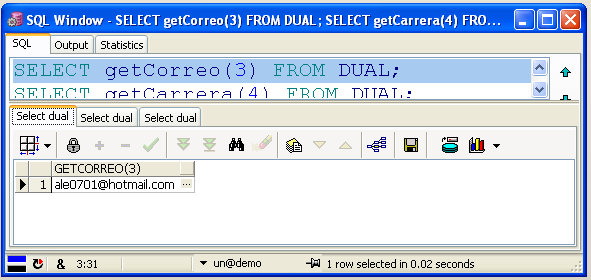 SQL Window - SELECT getCorreo(3) FROM DUAL; SELECT getCarrera(4) FRO...
SQL Output Statistics
SELECT getCorreo(3) FROM DUAL;
SELECT getCarrera(4) FROM DUAL;
Select dual Select dual Select dual
GETCORREO(3)
1 ale0701@hotmail.com ...
& 3:31 un@demo 1 row selected in 0.02 seconds